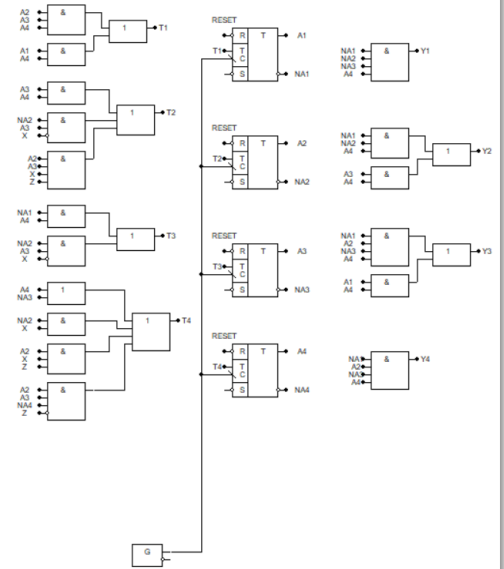 A2
A3
A4
&
1
T1
A1
A4
&
A3
A4
&
1
T2
NA2
A3
X
&
A2
A3
X
Z
&
NA1
A4
&
1
T3
NA2
A3
X
&
A4
NA3
1
1
T4
NA2
X
&
A2
X
Z
&
A2
A3
NA4
Z
&
RESET
R
T
A1
T1
T
C
S
NA1
RESET
R
T
A2
T2
T
C
S
NA2
RESET
R
T
A3
T3
T
C
S
NA3
RESET
R
T
A4
T4
T
C
S
NA4
G
NA1
NA2
NA3
A4
&
Y1
NA1
NA2
A4
&
1
Y2
A3
A4
&
NA1
A2
NA3
A4
&
1
Y3
A1
A4
&
NA1
A2
NA3
A4
&
Y4